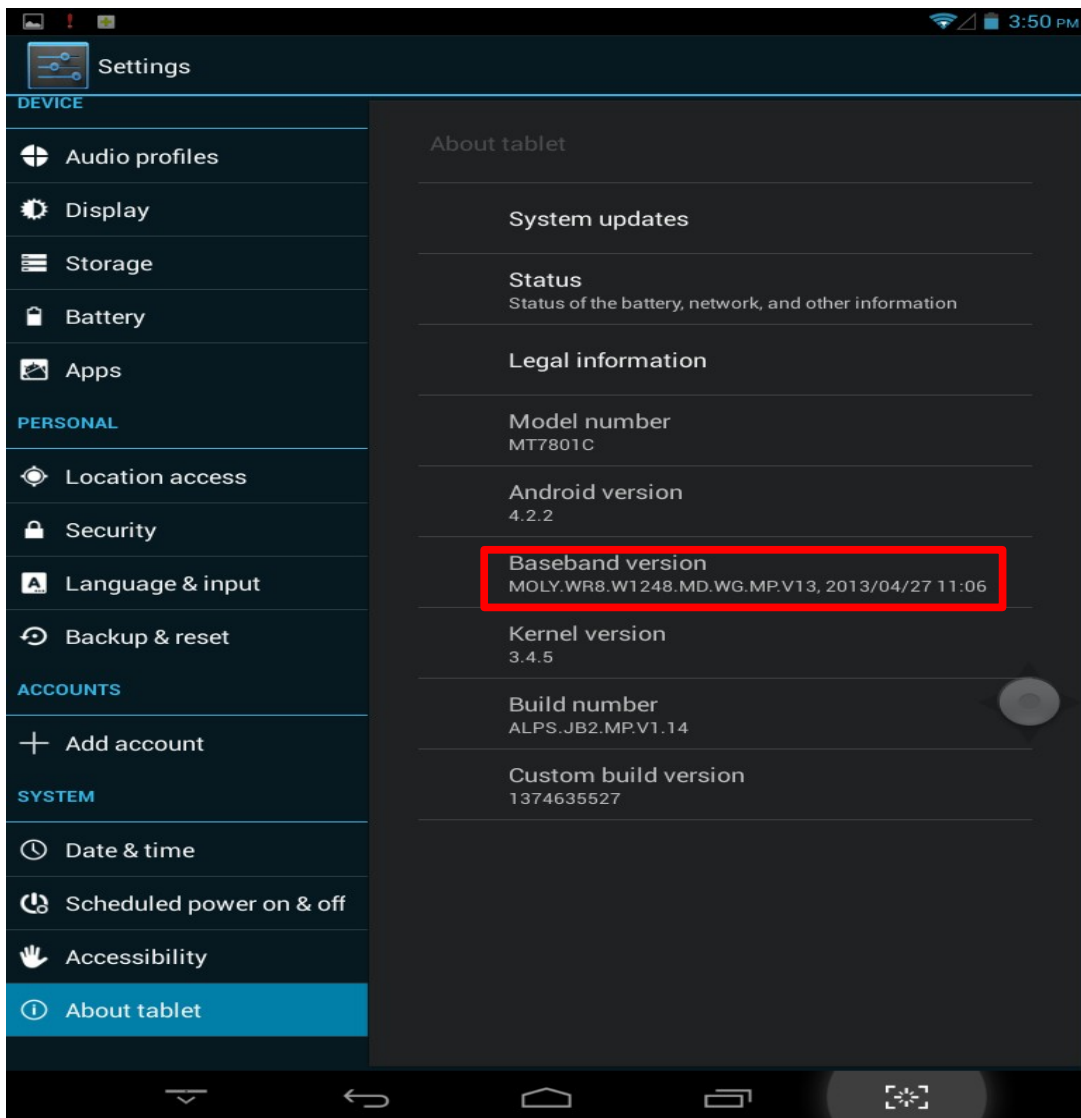 3:50 PM
Settings
DEVICE
Audio profiles
Display
Storage
Battery
Apps
PERSONAL
Location access
Security
Language & input
Backup & reset
ACCOUNTS
Add account
SYSTEM
Date & time
Scheduled power on & off
Accessibility
About tablet
About tablet
System updates
Status
Status of the battery, network, and other information
Legal information
Model number
MT7801C
Android version
4.2.2
Baseband version
MOLY.WR8.W1248.MD.WG.MP.V13, 2013/04/27 11:06
Kernel version
3.4.5
Build number
ALPS.JB2.MP.V1.14
Custom build version
1374635527